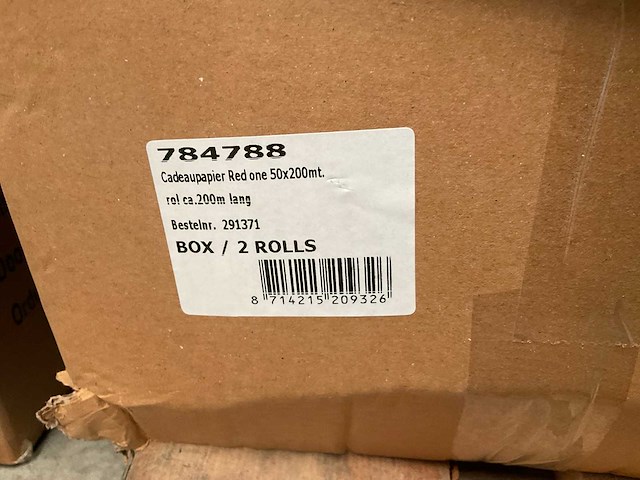 784788
Cadeaupapier Red one 50x200mt.
rol ca.200m lang
Bestelnr. 291371
BOX / 2 ROLLS
8 714215 209326